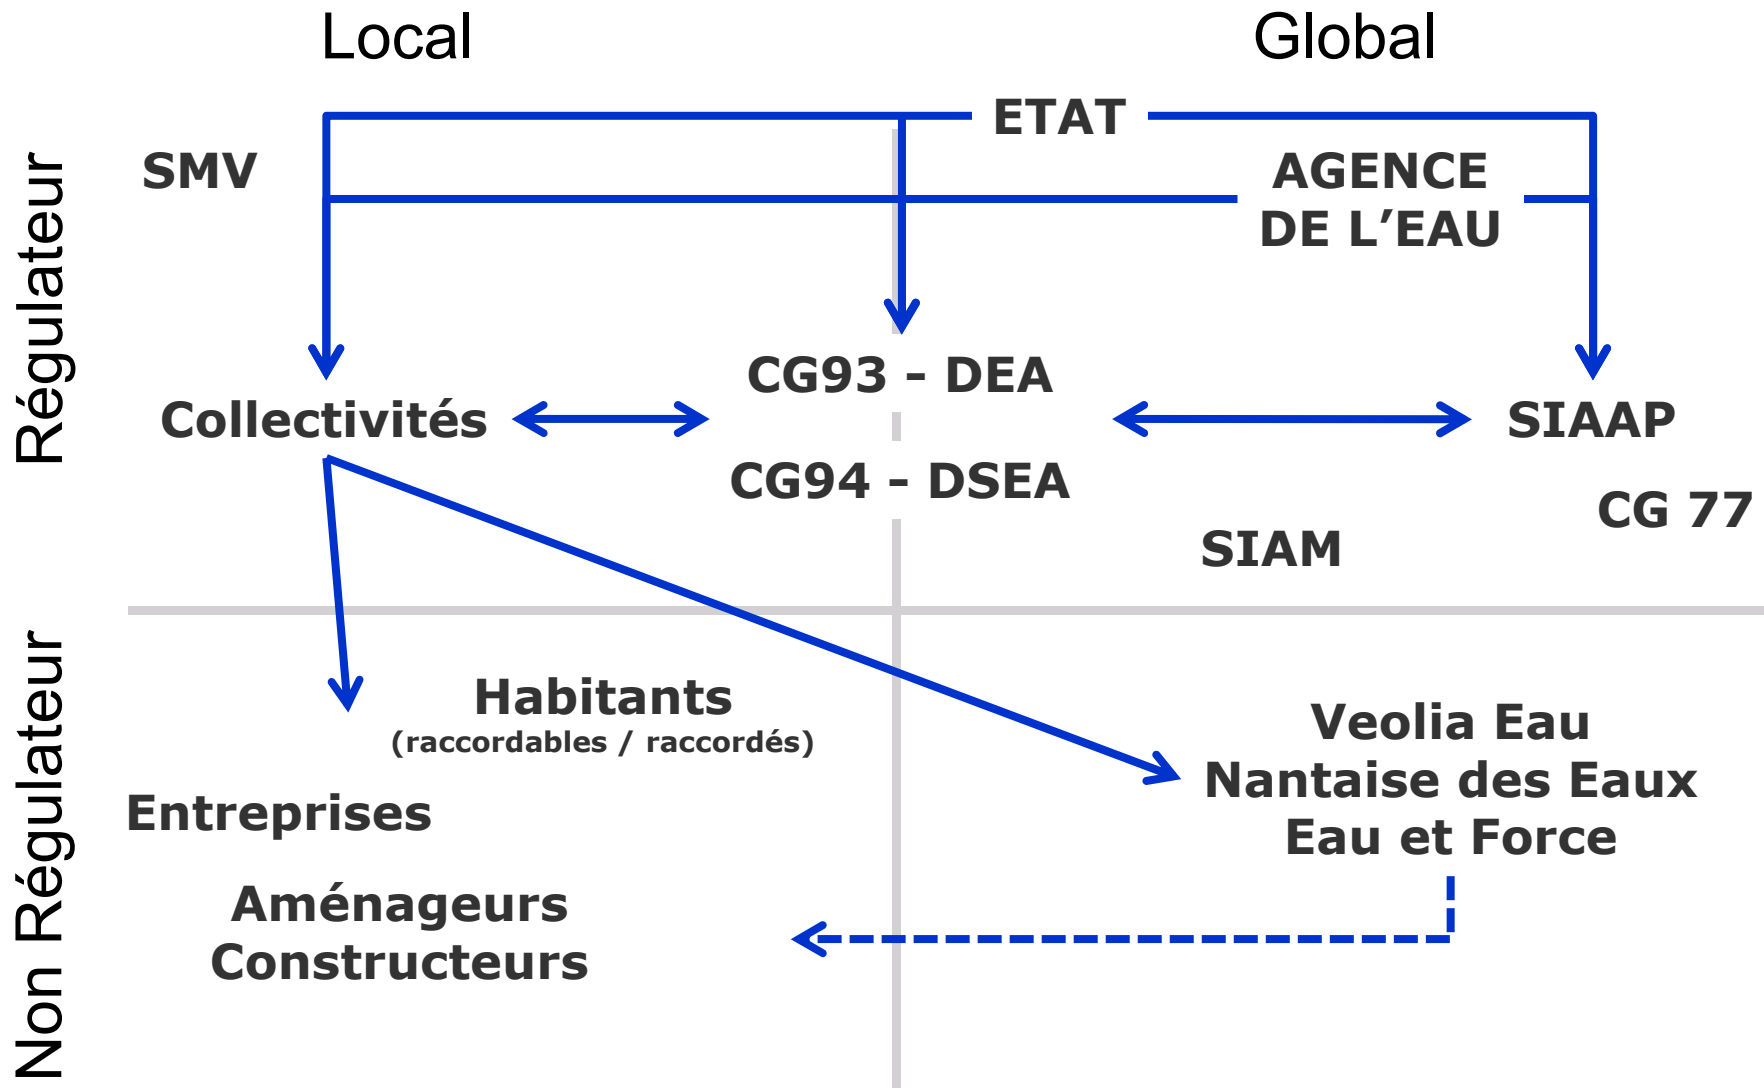 Local
Global
Régulateur
ETAT
SMV
AGENCE
DE L’EAU
CG93 – DEA
Collectivités
SIAAP
CG94 – DSEA
CG 77
SIAM
Non Régulateur
Habitants
(raccordables / raccordés)
Veolia Eau
Nantaise des Eaux
Eau et Force
Entreprises
Aménageurs
Constructeurs